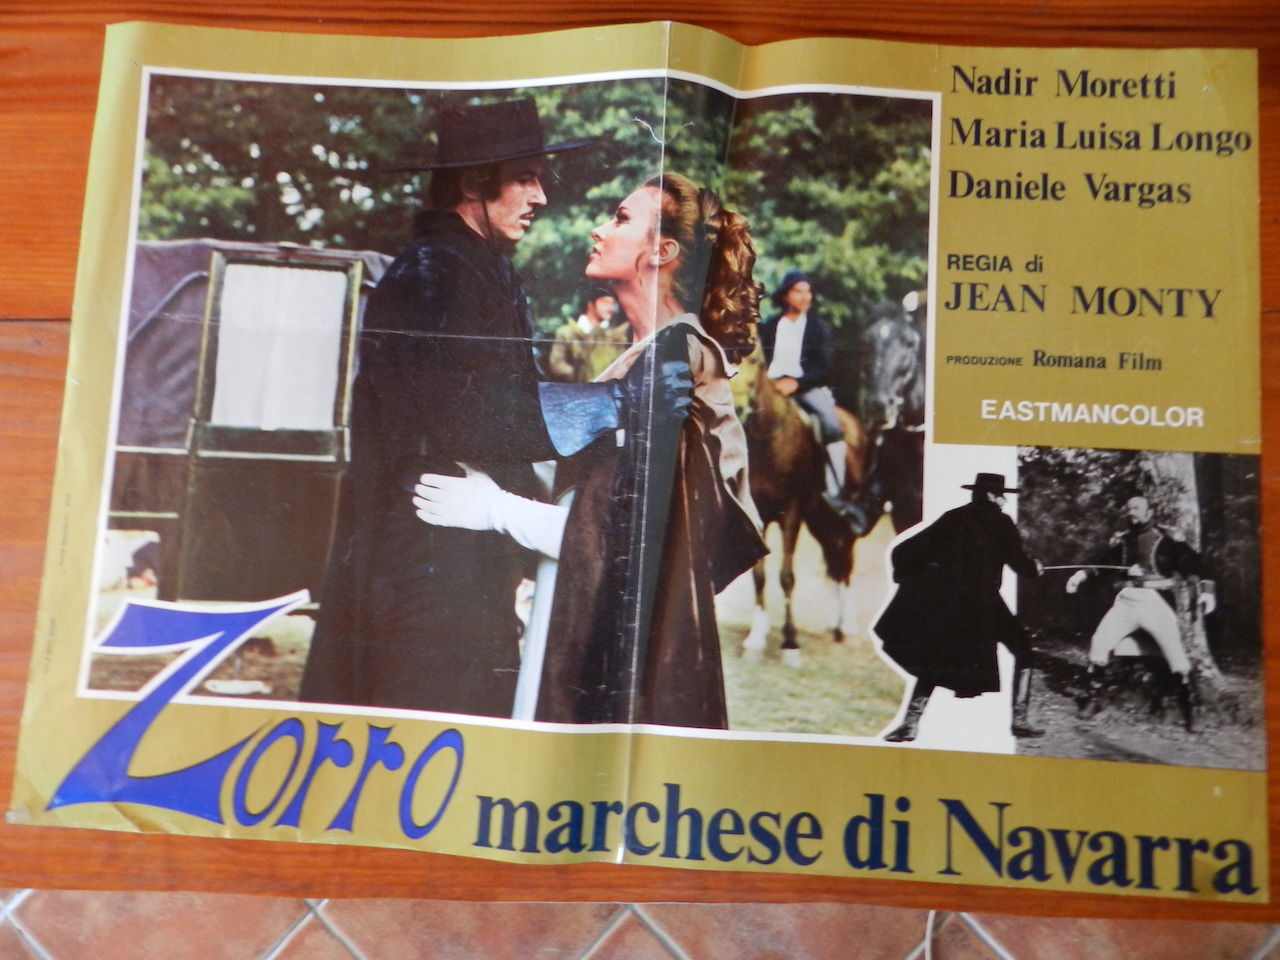 Nadir Moretti
Maria Luisa Longo
Daniele Vargas
REGIA di
JEAN MONTY
PRODUZIONE Romana Film
EASTMANCOLOR
Zorro
marchese di Navarra